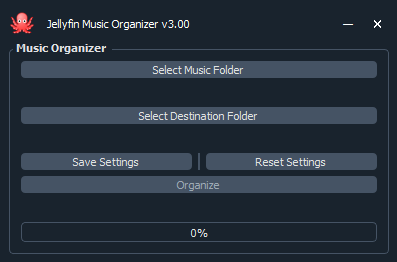 Jellyfin Music Organizer v3.00
Music Organizer
Select Music Folder
Select Destination Folder
Save Settings
Reset Settings
Organize
0%